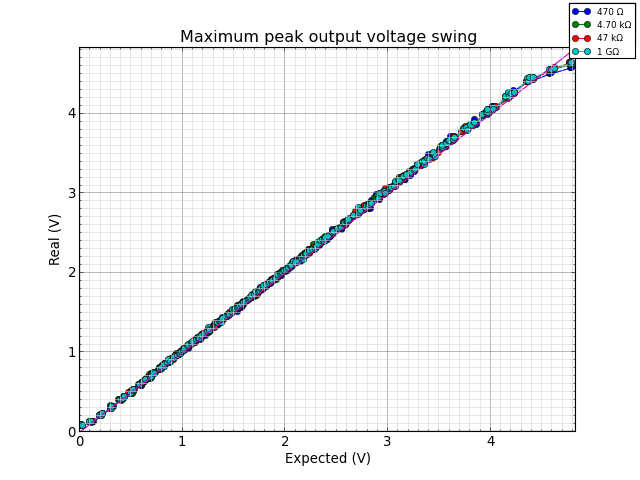 Maximum peak output voltage swing
470 Ω
4.70 kΩ
47 kΩ
1 GΩ
Real (V)
4
3
2
1
0
0 1 2 3 4
Expected (V)